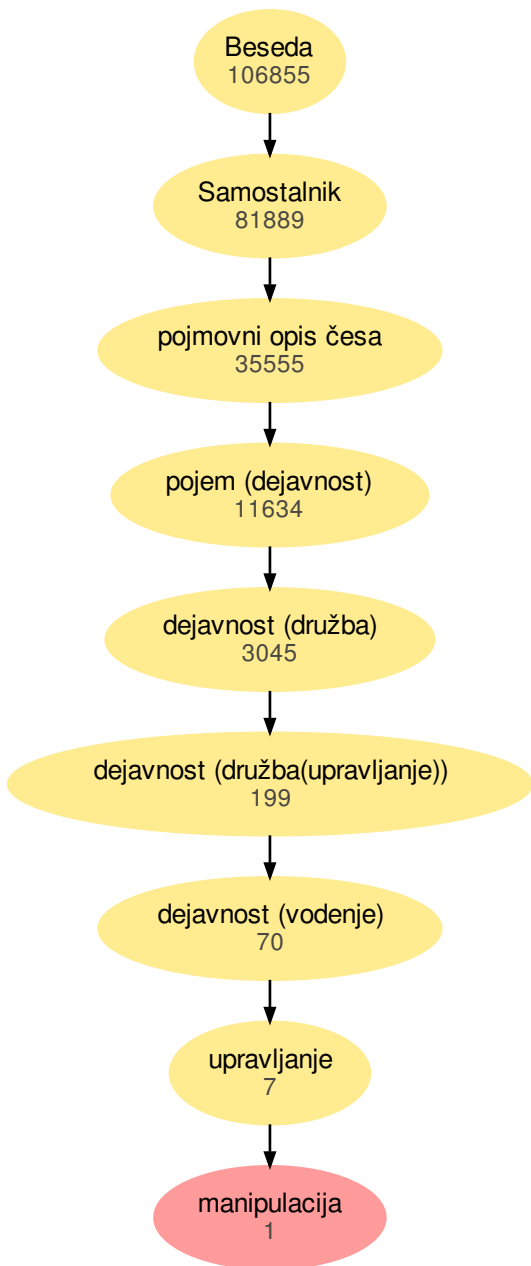 Beseda
106855
Samostalnik
81889
pojmovni opis česa
35555
pojem (dejavnost)
11634
dejavnost (družba)
3045
dejavnost (družba(upravljanje))
199
dejavnost (vodenje)
70
upravljanje
7
manipulacija
1